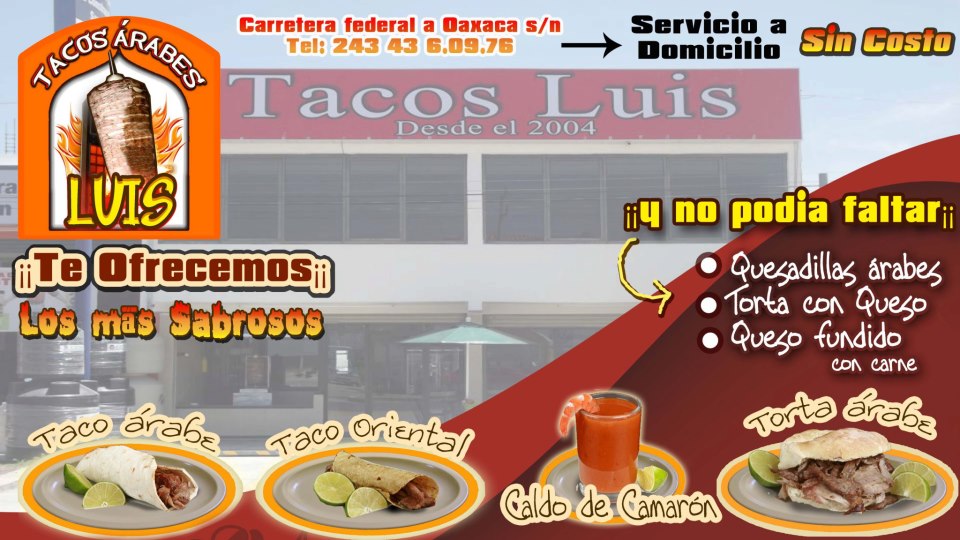 TACOS ÁRABES
LUIS
Carretera federal a Oaxaca s/n
Tel: 243 43 6.09.76
Servicio a
Domicilio
Sin Costo
Tacos Luis
Desde el 2004
¡¡Te Ofrecemos¡¡
Los más Sabrosos
¡¡y no podia faltar¡¡
Quesadillas árabes
Torta con Queso
Queso fundido
con carne
Taco árabe
Taco Oriental
Caldo de Camarón
Torta árabe